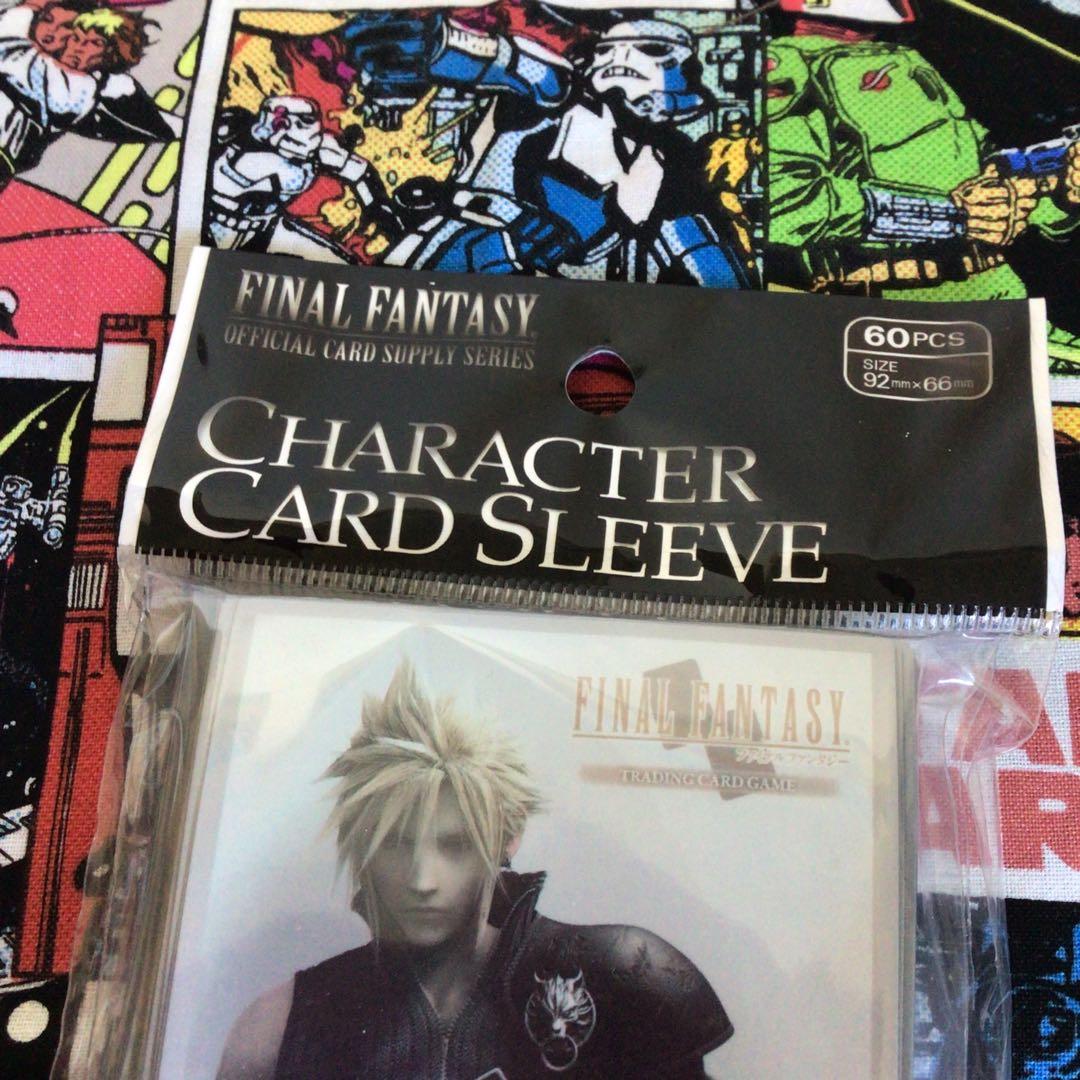 FINAL FANTASY®
OFFICIAL CARD SUPPLY SERIES
60PCS
SIZE
92mm×66mm
CHARACTER
CARD SLEEVE
FINAL FANTASY®
ファイナルファンタジー
TRADING CARD GAME